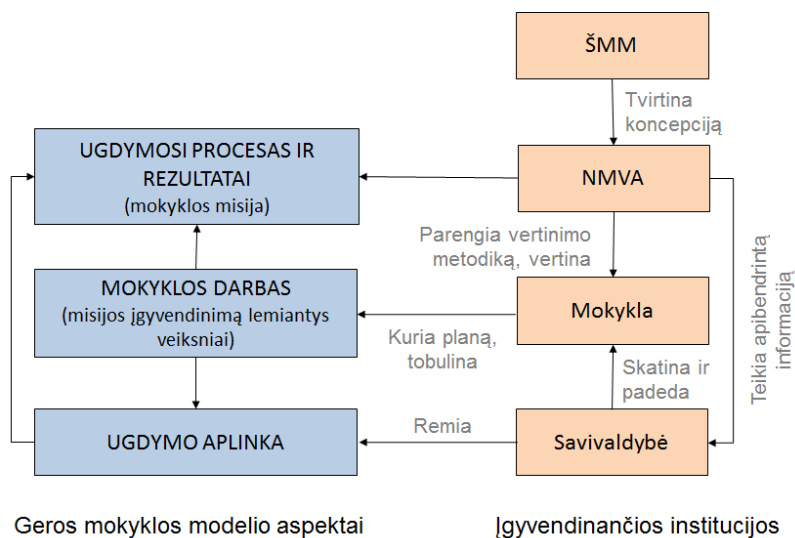 ŠMM
Tvirtina
koncepciją
UGDYMOSI PROCESAS IR
REZULTATAI
(mokyklos misija)
NMVA
Parengia vertinimo
metodiką, vertina
MOKYKLOS DARBAS
(misijos įgyvendinimą lemiantys
veiksniai)
Mokykla
Kuria planą,
tobulina
Skatina ir
padeda
Teikia apibendrintą
informaciją
UGDYMO APLINKA
Remia
Savivaldybė
Geros mokyklos modelio aspektai
Įgyvendinančios institucijos